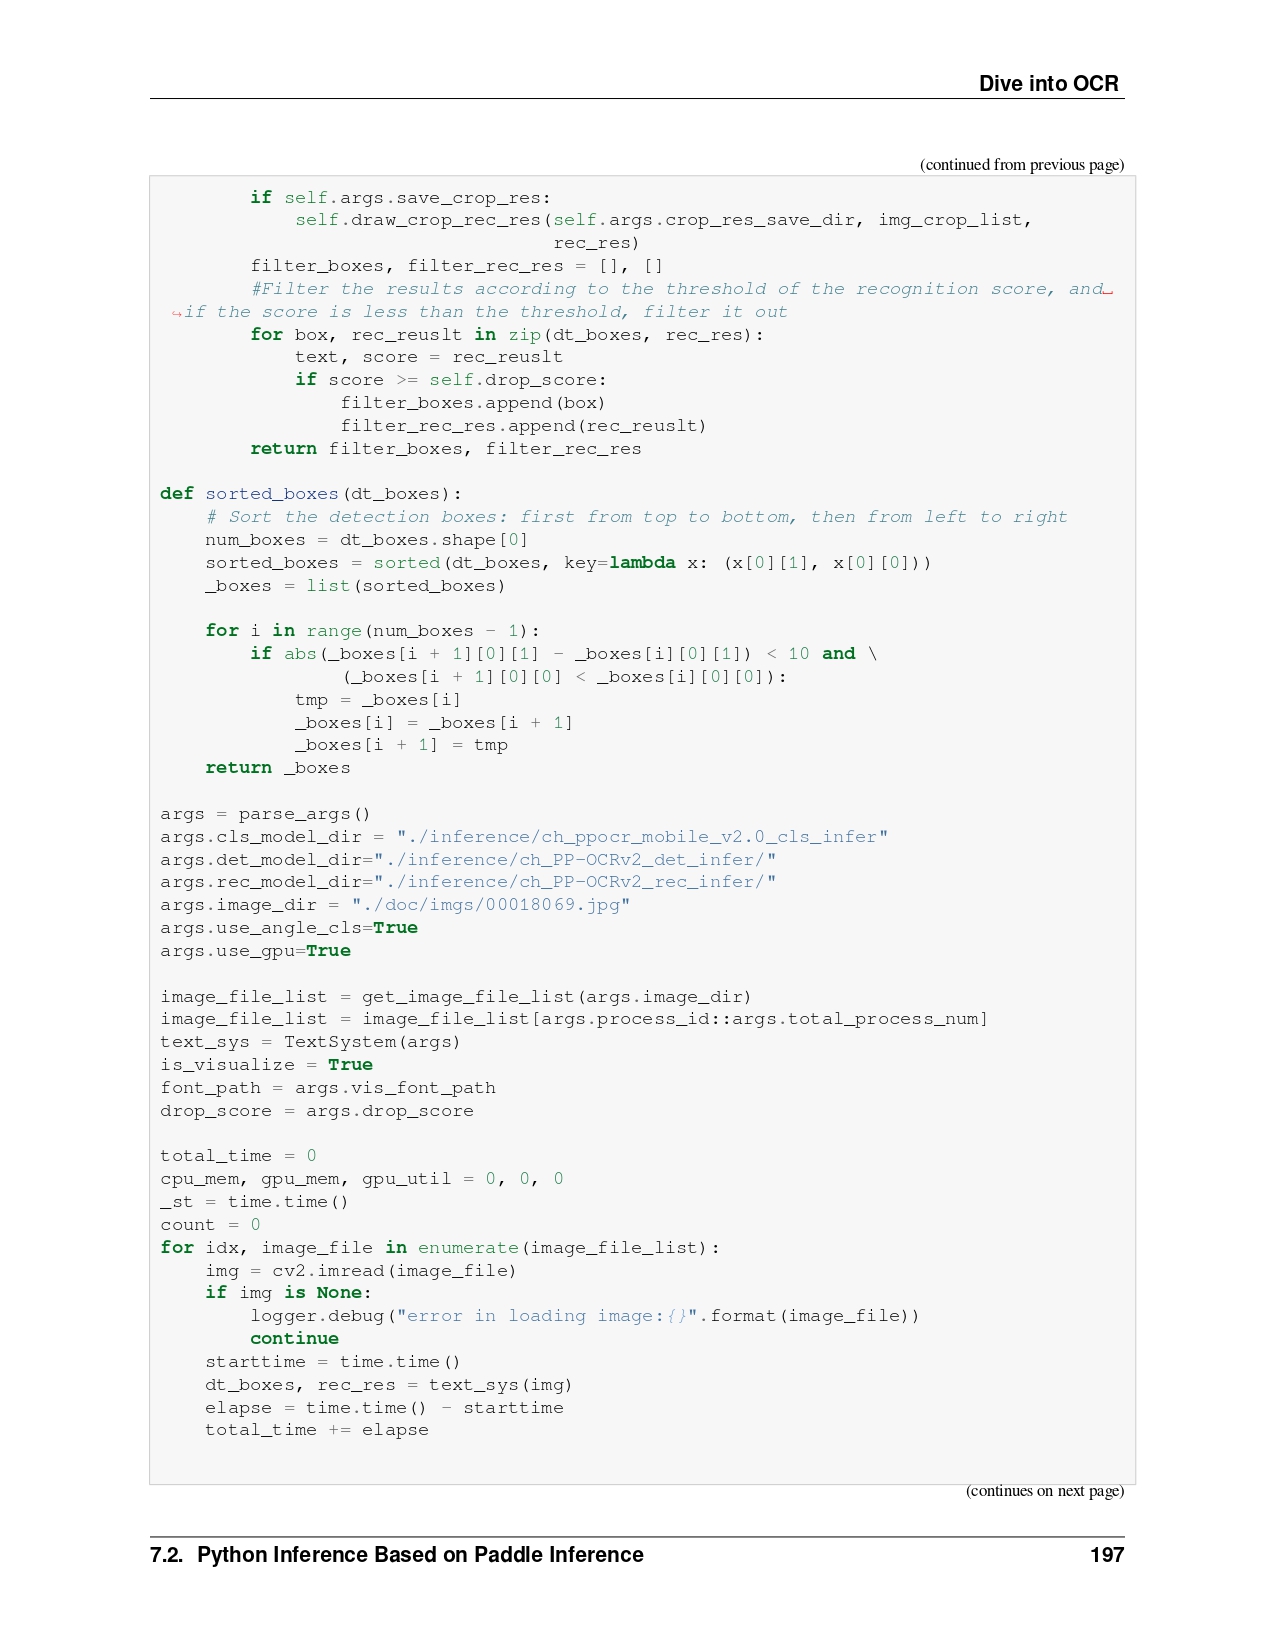 Dive into OCR
(continued from previous page)
        if self.args.save_crop_res:
            self.draw_crop_rec_res(self.args.crop_res_save_dir, img_crop_list,
                                   rec_res)
        filter_boxes, filter_rec_res = [], []
        #Filter the results according to the threshold of the recognition score, and␣
 ↪if the score is less than the threshold, filter it out
        for box, rec_reuslt in zip(dt_boxes, rec_res):
            text, score = rec_reuslt
            if score >= self.drop_score:
                filter_boxes.append(box)
                filter_rec_res.append(rec_reuslt)
        return filter_boxes, filter_rec_res

def sorted_boxes(dt_boxes):
    # Sort the detection boxes: first from top to bottom, then from left to right
    num_boxes = dt_boxes.shape[0]
    sorted_boxes = sorted(dt_boxes, key=lambda x: (x[0][1], x[0][0]))
    _boxes = list(sorted_boxes)

    for i in range(num_boxes - 1):
        if abs(_boxes[i + 1][0][1] - _boxes[i][0][1]) < 10 and \
                (_boxes[i + 1][0][0] < _boxes[i][0][0]):
            tmp = _boxes[i]
            _boxes[i] = _boxes[i + 1]
            _boxes[i + 1] = tmp
    return _boxes

args = parse_args()
args.cls_model_dir = "./inference/ch_ppocr_mobile_v2.0_cls_infer"
args.det_model_dir="./inference/ch_PP-OCRv2_det_infer/"
args.rec_model_dir="./inference/ch_PP-OCRv2_rec_infer/"
args.image_dir = "./doc/imgs/00018069.jpg"
args.use_angle_cls=True
args.use_gpu=True

image_file_list = get_image_file_list(args.image_dir)
image_file_list = image_file_list[args.process_id::args.total_process_num]
text_sys = TextSystem(args)
is_visualize = True
font_path = args.vis_font_path
drop_score = args.drop_score

total_time = 0
cpu_mem, gpu_mem, gpu_util = 0, 0, 0
_st = time.time()
count = 0
for idx, image_file in enumerate(image_file_list):
    img = cv2.imread(image_file)
    if img is None:
        logger.debug("error in loading image:{}".format(image_file))
        continue
    starttime = time.time()
    dt_boxes, rec_res = text_sys(img)
    elapse = time.time() - starttime
    total_time += elapse
(continues on next page)
7.2. Python Inference Based on Paddle Inference 197